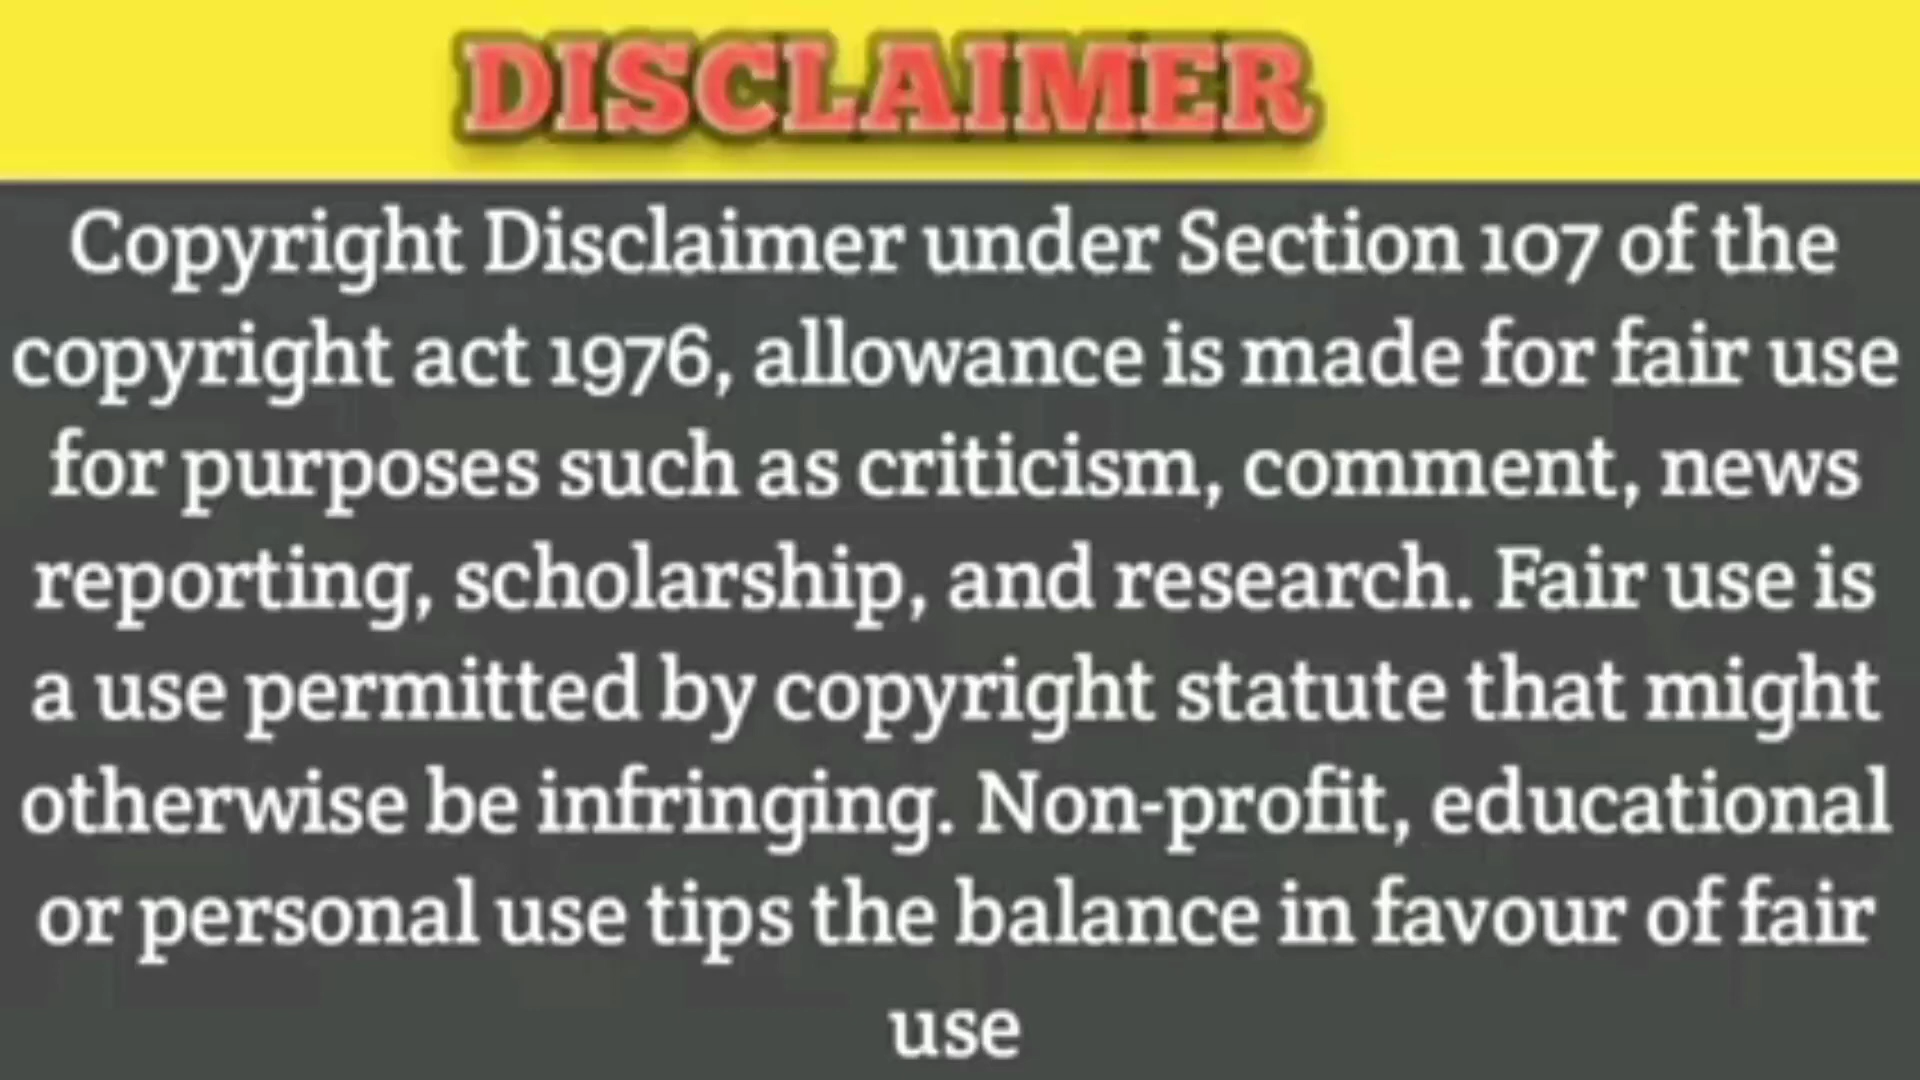 DISCLAIMER
Copyright Disclaimer under Section 107 of the
copyright act 1976, allowance is made for fair use
for purposes such as criticism, comment, news
reporting, scholarship, and research. Fair use is
a use permitted by copyright statute that might
otherwise be infringing. Non-profit, educational
or personal use tips the balance in favour of fair
use